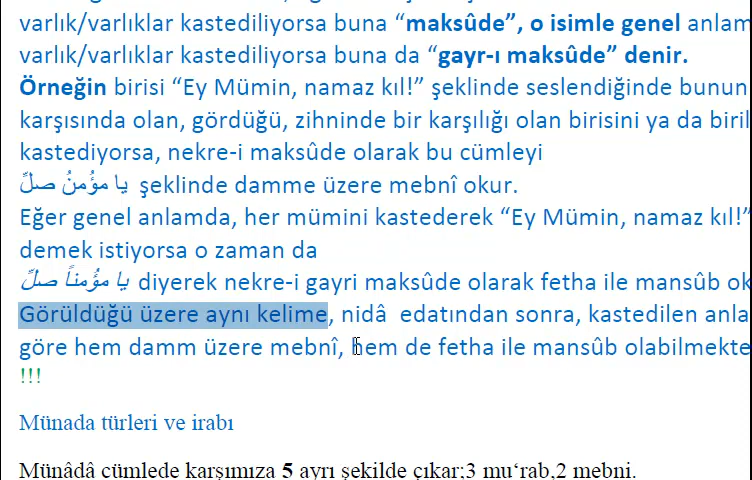 varlık/varlıklar kastediliyorsa buna “maksûde”, o isimle genel anlam
varlık/varlıklar kastediliyorsa buna da “gayr-ı maksûde” denir.
Örneğin birisi “Ey Mümin, namaz kıl!” şeklinde seslendiğinde bunun
karşısında olan, gördüğü, zihninde bir karşılığı olan birisini ya da biril
kastediyorsa, nekre-i maksûde olarak bu cümleyi
يا مؤُمنُ صلِّ şeklinde damme üzere mebnî okur.
Eğer genel anlamda, her mümini kastederek “Ey Mümin, namaz kıl!”
demek istiyorsa o zaman da
يا مؤُمناً صلِّ diyerek nekre-i gayri maksûde olarak fetha ile mansûb ok
Görüldüğü üzere aynı kelime, nidâ edatından sonra, kastedilen anla
göre hem damm üzere mebnî, hem de fetha ile mansûb olabilmekte
!!!
Münada türleri ve irabı
Münâdâ cümlede karşımıza 5 ayrı şekilde çıkar;3 mu‘rab,2 mebni.